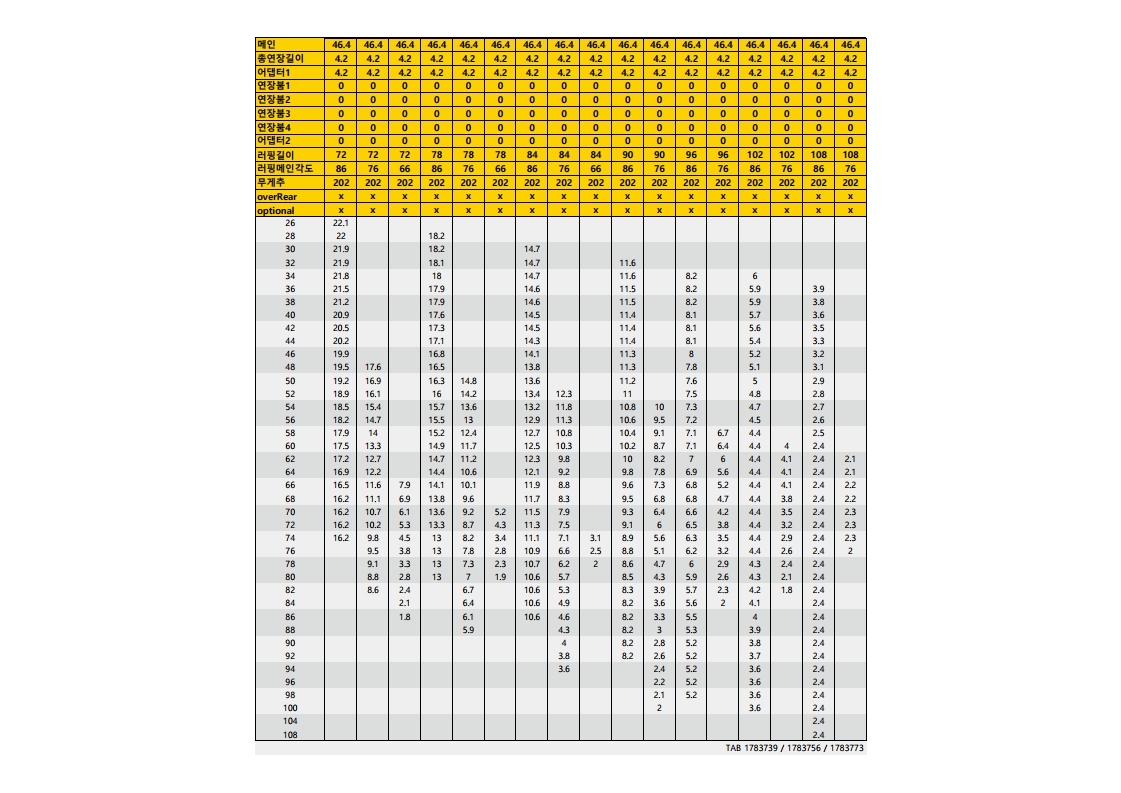 메인 46.4 46.4 46.4 46.4 46.4 46.4 46.4 46.4 46.4 46.4 46.4 46.4 46.4 46.4 46.4 46.4 46.4
총연장길이 4.2 4.2 4.2 4.2 4.2 4.2 4.2 4.2 4.2 4.2 4.2 4.2 4.2 4.2 4.2 4.2 4.2
어댑터1 4.2 4.2 4.2 4.2 4.2 4.2 4.2 4.2 4.2 4.2 4.2 4.2 4.2 4.2 4.2 4.2 4.2
연장붐1 0 0 0 0 0 0 0 0 0 0 0 0 0 0 0 0 0
연장붐2 0 0 0 0 0 0 0 0 0 0 0 0 0 0 0 0 0
연장붐3 0 0 0 0 0 0 0 0 0 0 0 0 0 0 0 0 0
연장붐4 0 0 0 0 0 0 0 0 0 0 0 0 0 0 0 0 0
어댑터2 0 0 0 0 0 0 0 0 0 0 0 0 0 0 0 0 0
러핑길이 72 72 72 78 78 78 84 84 84 90 90 96 96 102 102 108 108
러핑메인각도 86 76 66 86 76 66 86 76 66 86 76 86 76 86 76 86 76
무게추 202 202 202 202 202 202 202 202 202 202 202 202 202 202 202 202 202
overRear x x x x x x x x x x x x x x x x x
optional x x x x x x x x x x x x x x x x x
26 22.1
28 22 18.2
30 21.9 18.2 14.7
32 21.9 18.1 14.7 11.6
34 21.8 18 14.7 11.6 8.2 6
36 21.5 17.9 14.6 11.5 8.2 5.9 3.9
38 21.2 17.9 14.6 11.5 8.2 5.9 3.8
40 20.9 17.6 14.5 11.4 8.1 5.7 3.6
42 20.5 17.3 14.5 11.4 8.1 5.6 3.5
44 20.2 17.1 14.3 11.4 8.1 5.4 3.3
46 19.9 16.8 14.1 11.3 8 5.2 3.2
48 19.5 17.6 16.5 13.8 11.3 7.8 5.1 3.1
50 19.2 16.9 16.3 14.8 13.6 11.2 7.6 5 2.9
52 18.9 16.1 16 14.2 13.4 12.3 11 7.5 4.8 2.8
54 18.5 15.4 15.7 13.6 13.2 11.8 10.8 10 7.3 4.7 2.7
56 18.2 14.7 15.5 13 12.9 11.3 10.6 9.5 7.2 4.5 2.6
58 17.9 14 15.2 12.4 12.7 10.8 10.4 9.1 7.1 6.7 4.4 2.5
60 17.5 13.3 14.9 11.7 12.5 10.3 10.2 8.7 7.1 6.4 4.4 4 2.4
62 17.2 12.7 14.7 11.2 12.3 9.8 10 8.2 7 6 4.4 4.1 2.4 2.1
64 16.9 12.2 14.4 10.6 12.1 9.2 9.8 7.8 6.9 5.6 4.4 4.1 2.4 2.1
66 16.5 11.6 7.9 14.1 10.1 11.9 8.8 9.6 7.3 6.8 5.2 4.4 4.1 2.4 2.2
68 16.2 11.1 6.9 13.8 9.6 11.7 8.3 9.5 6.8 6.8 4.7 4.4 3.8 2.4 2.2
70 16.2 10.7 6.1 13.6 9.2 5.2 11.5 7.9 9.3 6.4 6.6 4.2 4.4 3.5 2.4 2.3
72 16.2 10.2 5.3 13.3 8.7 4.3 11.3 7.5 9.1 6 6.5 3.8 4.4 3.2 2.4 2.3
74 16.2 9.8 4.5 13 8.2 3.4 11.1 7.1 3.1 8.9 5.6 6.3 3.5 4.4 2.9 2.4 2.3
76 9.5 3.8 13 7.8 2.8 10.9 6.6 2.5 8.8 5.1 6.2 3.2 4.4 2.6 2.4 2
78 9.1 3.3 13 7.3 2.3 10.7 6.2 2 8.6 4.7 6 2.9 4.3 2.4 2.4
80 8.8 2.8 13 7 1.9 10.6 5.7 8.5 4.3 5.9 2.6 4.3 2.1 2.4
82 8.6 2.4 6.7 10.6 5.3 8.3 3.9 5.7 2.3 4.2 1.8 2.4
84 2.1 6.4 10.6 4.9 8.2 3.6 5.6 2 4.1 2.4
86 1.8 6.1 10.6 4.6 8.2 3.3 5.5 4 2.4
88 5.9 4.3 8.2 3 5.3 3.9 2.4
90 4 8.2 2.8 5.2 3.8 2.4
92 3.8 8.2 2.6 5.2 3.7 2.4
94 3.6 2.4 5.2 3.6 2.4
96 2.2 5.2 3.6 2.4
98 2.1 5.2 3.6 2.4
100 2 3.6 2.4
104 2.4
108 2.4
TAB 1783739 / 1783756 / 1783773